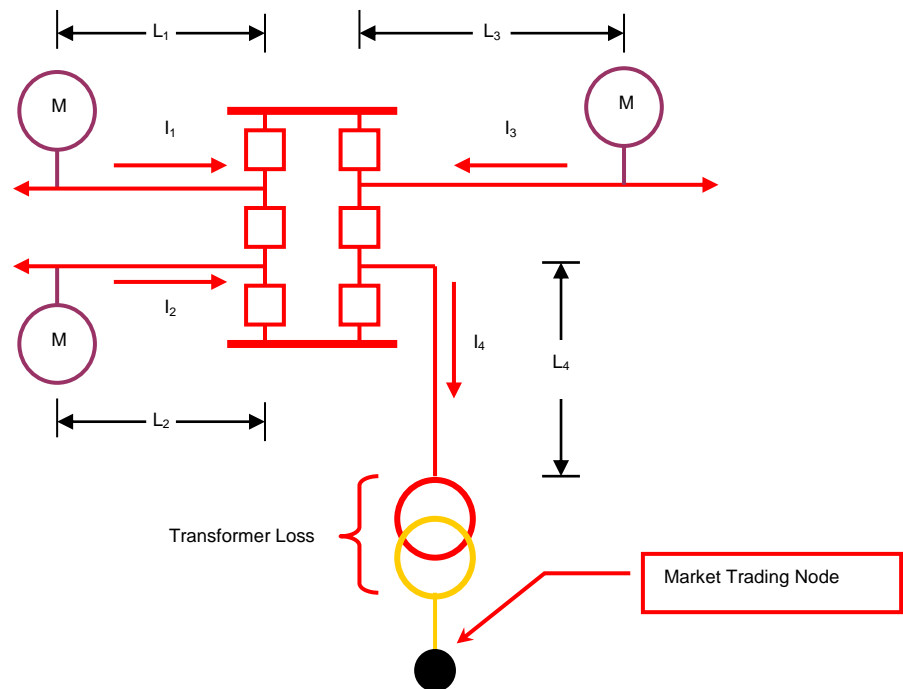 L₁
L₃
M
M
I₁
I₃
I₂
M
I₄
L₄
L₂
Transformer Loss
Market Trading Node